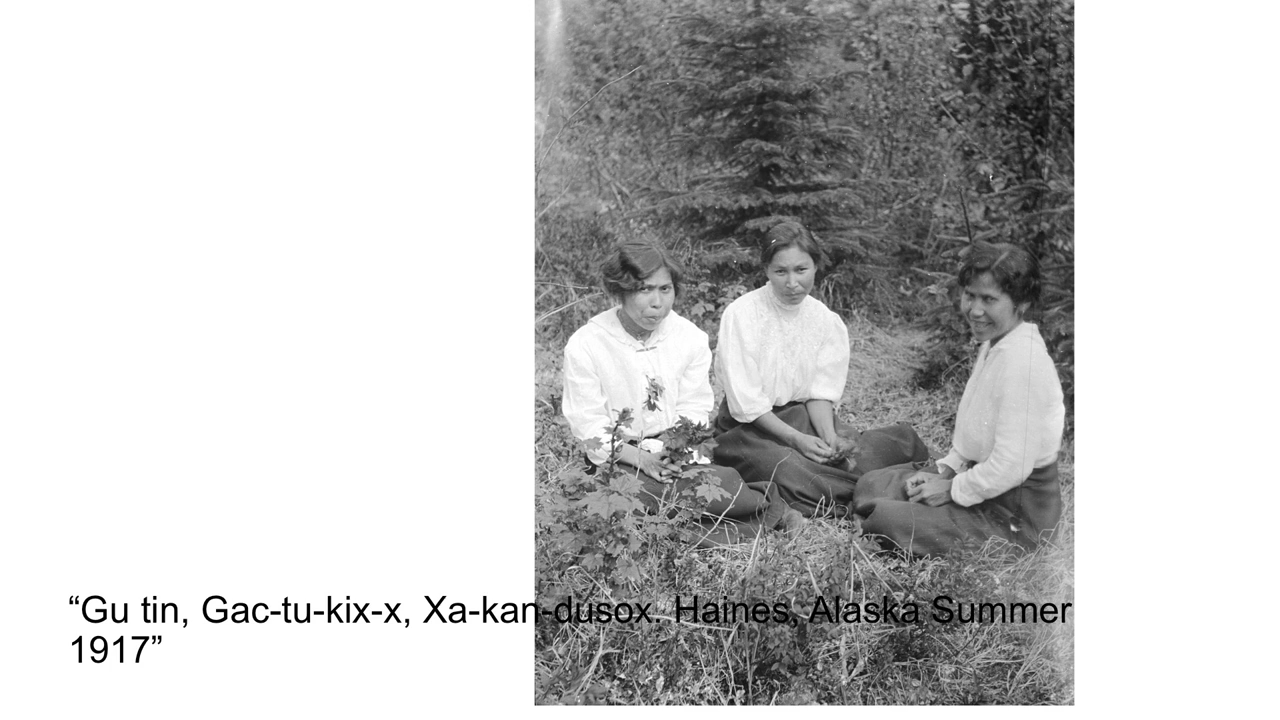 “Gu tin, Gac-tu-kix-x, Xa-kan-dusox. Haines, Alaska Summer
1917”